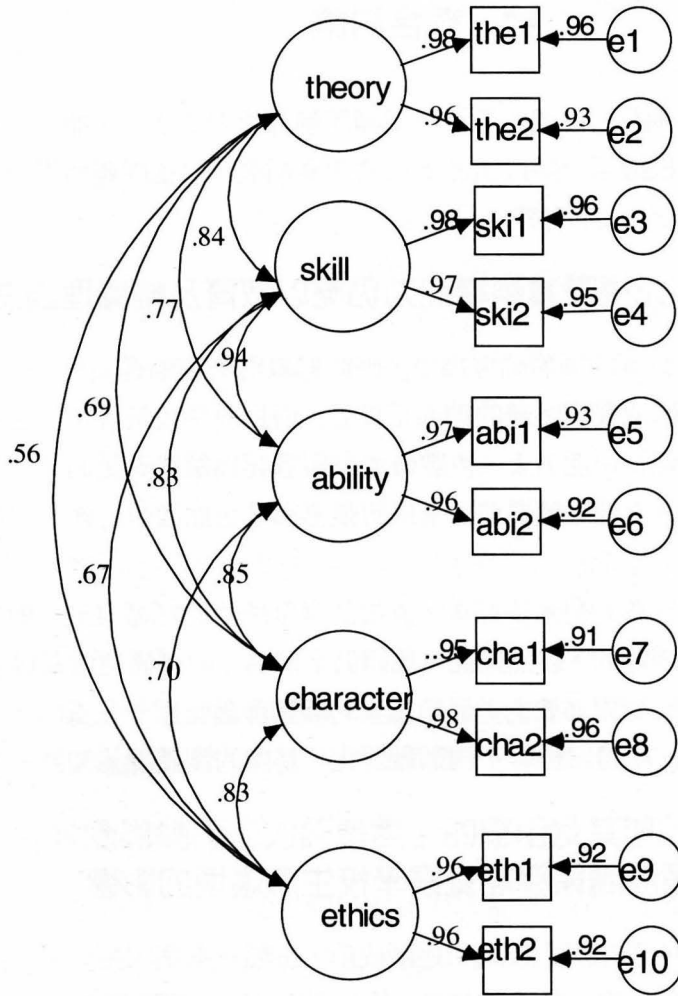 .98 the1 .96 e1
theory
.96 the2 .93 e2
.98 ski1 .96 e3
.84 skill
.97 ski2 .95 e4
.77
.94
.69 .97 abi1 .93 e5
.56 .83 ability
.96 abi2 .92 e6
.67 .85
.95 cha1 .91 e7
.70 character
.98 cha2 .96 e8
.83
.96 eth1 .92 e9
ethics
.96 eth2 .92 e10